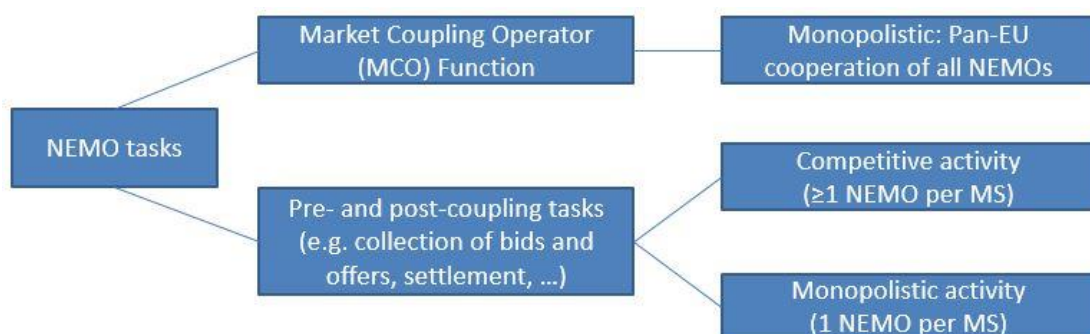 NEMO tasks
Market Coupling Operator
(MCO) Function
Monopolistic: Pan-EU
cooperation of all NEMOs
Pre- and post-coupling tasks
(e.g. collection of bids and
offers, settlement, …)
Competitive activity
(≥1 NEMO per MS)
Monopolistic activity
(1 NEMO per MS)